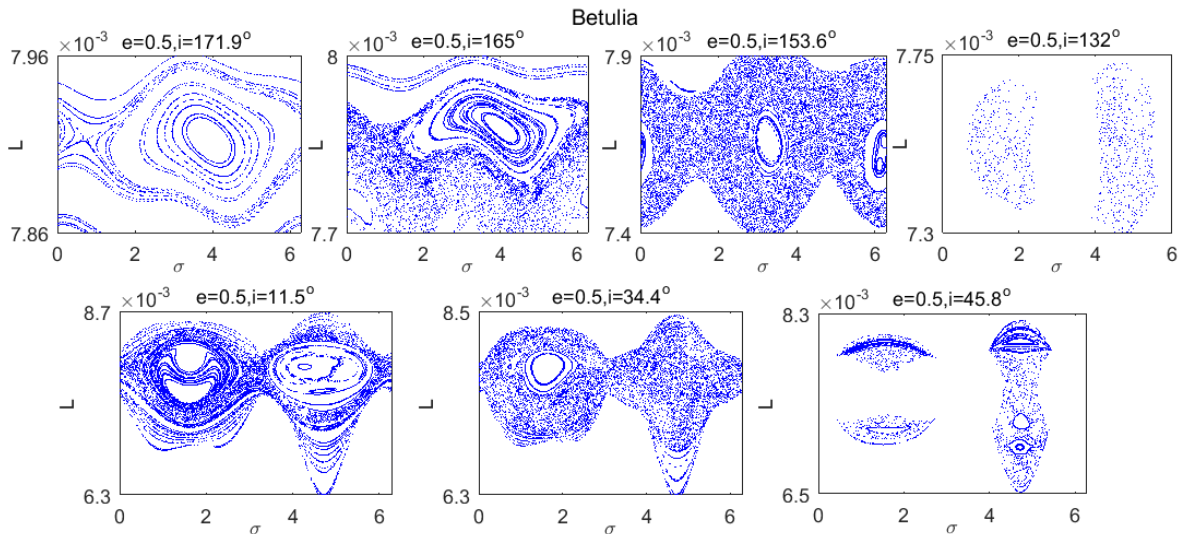 Betulia
×10⁻³ e=0.5,i=171.9°
7.96
L
7.86
0 2 4 6
σ
×10⁻³ e=0.5,i=165°
8
L
7.7
0 2 4 6
σ
×10⁻³ e=0.5,i=153.6°
7.9
L
7.4
0 2 4 6
σ
×10⁻³ e=0.5,i=132°
7.75
L
7.3
0 2 4 6
σ
×10⁻³ e=0.5,i=11.5°
8.7
L
6.3
0 2 4 6
σ
×10⁻³ e=0.5,i=34.4°
8.5
L
6.3
0 2 4 6
σ
×10⁻³ e=0.5,i=45.8°
8.3
L
6.5
0 2 4 6
σ